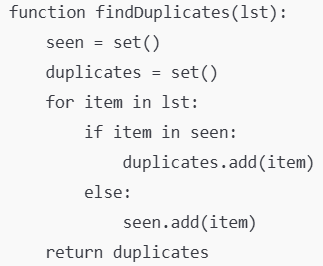 function findDuplicates(lst):
    seen = set()
    duplicates = set()
    for item in lst:
        if item in seen:
            duplicates.add(item)
        else:
            seen.add(item)
    return duplicates